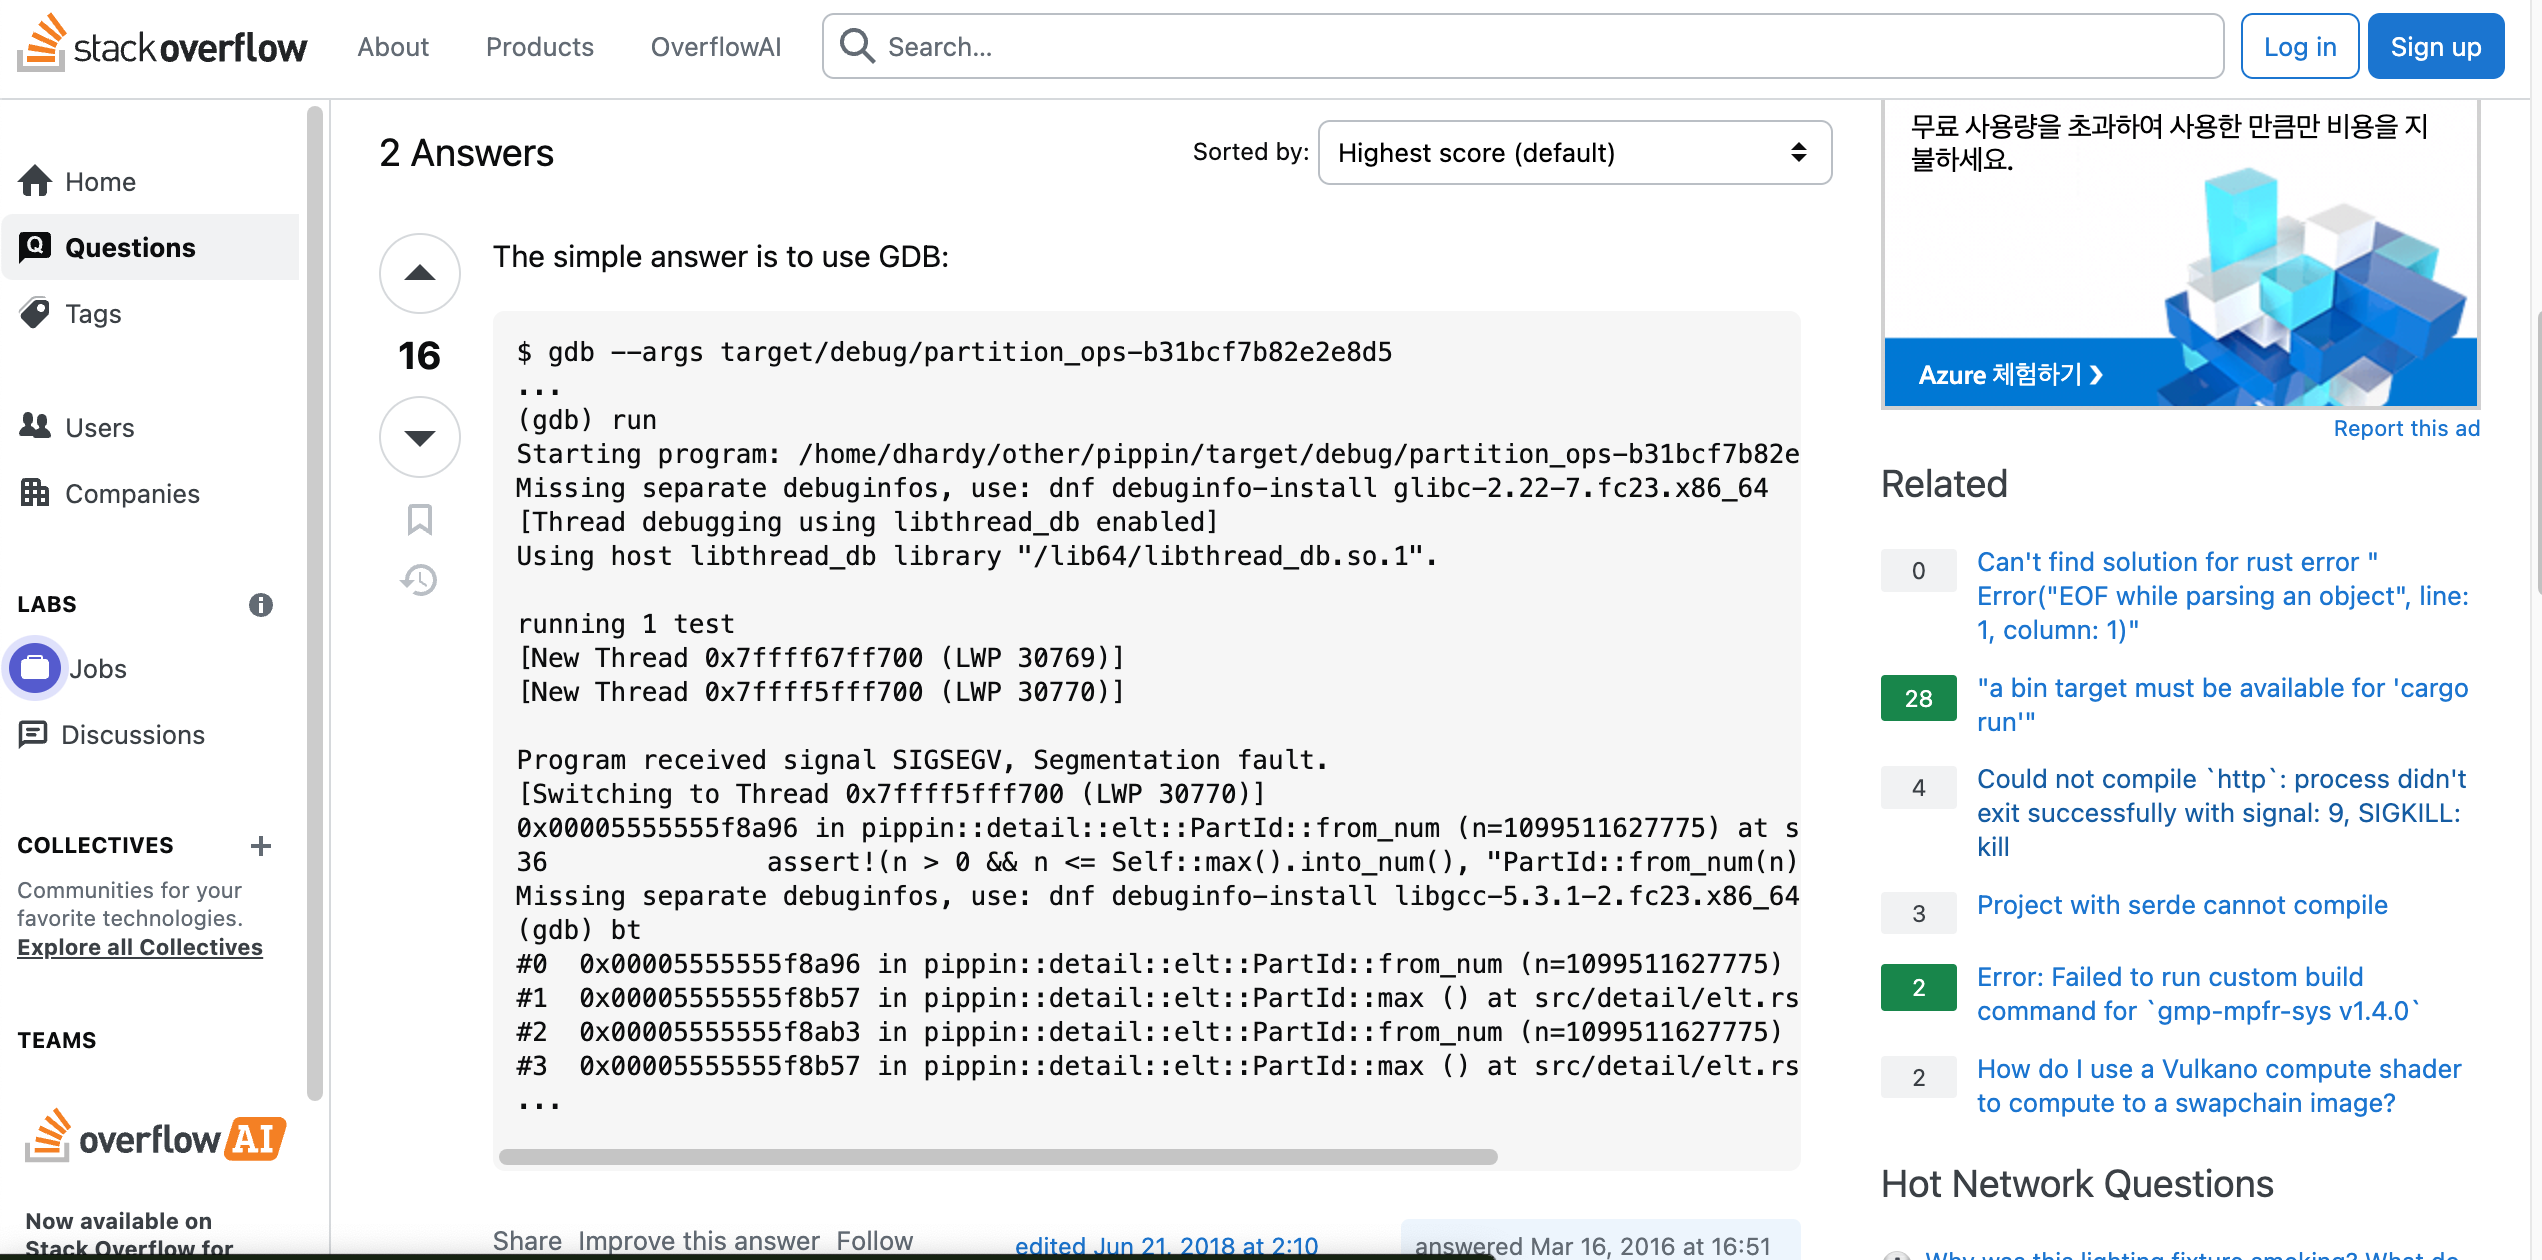 stackoverflow
About
Products
OverflowAI
Search...
Log in
Sign up
Home
Questions
Tags
Users
Companies
LABS
Jobs
Discussions
COLLECTIVES
Communities for your
favorite technologies.
Explore all Collectives
TEAMS
overflowAI
Now available on
Stack Overflow for
2 Answers
Sorted by:
Highest score (default)
16
The simple answer is to use GDB:
$ gdb --args target/debug/partition_ops-b31bcf7b82e2e8d5
...
(gdb) run
Starting program: /home/dhardy/other/pippin/target/debug/partition_ops-b31bcf7b82e
Missing separate debuginfos, use: dnf debuginfo-install glibc-2.22-7.fc23.x86_64
[Thread debugging using libthread_db enabled]
Using host libthread_db library "/lib64/libthread_db.so.1".
running 1 test
[New Thread 0x7ffff67ff700 (LWP 30769)]
[New Thread 0x7ffff5fff700 (LWP 30770)]
Program received signal SIGSEGV, Segmentation fault.
[Switching to Thread 0x7ffff5fff700 (LWP 30770)]
0x00005555555f8a96 in pippin::detail::elt::PartId::from_num (n=1099511627775) at s
36              assert!(n > 0 && n <= Self::max().into_num(), "PartId::from_num(n)
Missing separate debuginfos, use: dnf debuginfo-install libgcc-5.3.1-2.fc23.x86_64
(gdb) bt
#0  0x00005555555f8a96 in pippin::detail::elt::PartId::from_num (n=1099511627775)
#1  0x00005555555f8b57 in pippin::detail::elt::PartId::max () at src/detail/elt.rs
#2  0x00005555555f8ab3 in pippin::detail::elt::PartId::from_num (n=1099511627775)
#3  0x00005555555f8b57 in pippin::detail::elt::PartId::max () at src/detail/elt.rs
...
Share Improve this answer Follow
edited Jun 21, 2018 at 2:10
answered Mar 16, 2016 at 16:51
무료 사용량을 초과하여 사용한 만큼만 비용을 지
불하세요.
Azure 체험하기 ❯
Report this ad
Related
0
Can't find solution for rust error "
Error("EOF while parsing an object", line:
1, column: 1)"
28
"a bin target must be available for 'cargo
run'"
4
Could not compile `http`: process didn't
exit successfully with signal: 9, SIGKILL:
kill
3
Project with serde cannot compile
2
Error: Failed to run custom build
command for `gmp-mpfr-sys v1.4.0`
2
How do I use a Vulkano compute shader
to compute to a swapchain image?
Hot Network Questions
Why was this lighting fixture smoking? What do